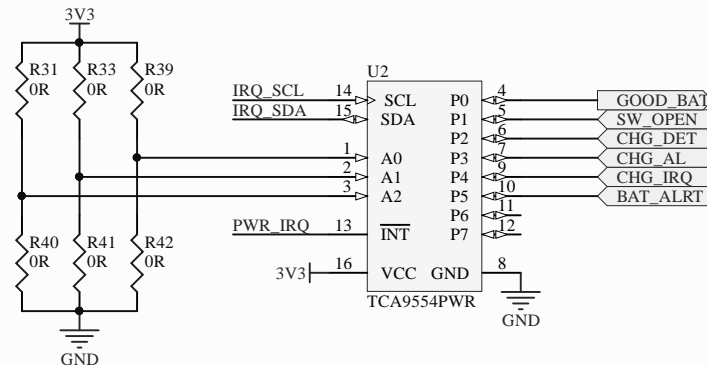 3V3
R31
0R
R33
0R
R39
0R
R40
0R
R41
0R
R42
0R
GND
U2
IRQ_SCL 14 SCL P0 4 GOOD_BAT
IRQ_SDA 15 SDA P1 5 SW_OPEN
P2 6 CHG_DET
1 A0 P3 7 CHG_AL
2 A1 P4 9 CHG_IRQ
3 A2 P5 10 BAT_ALRT
P6 11
PWR_IRQ 13 INT P7 12
3V3 16 VCC GND 8
TCA9554PWR
GND